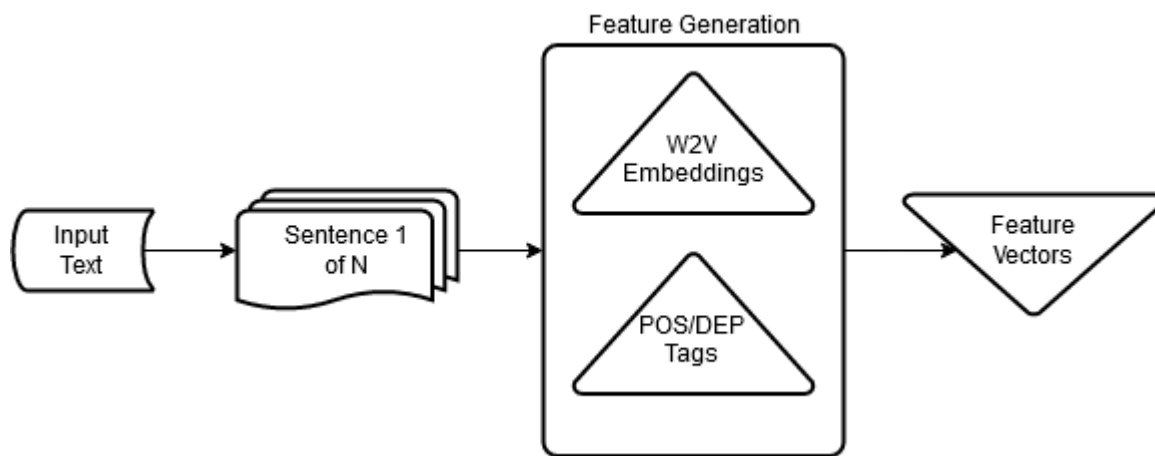 Feature Generation
Input
Text
Sentence 1
of N
W2V
Embeddings
POS/DEP
Tags
Feature
Vectors